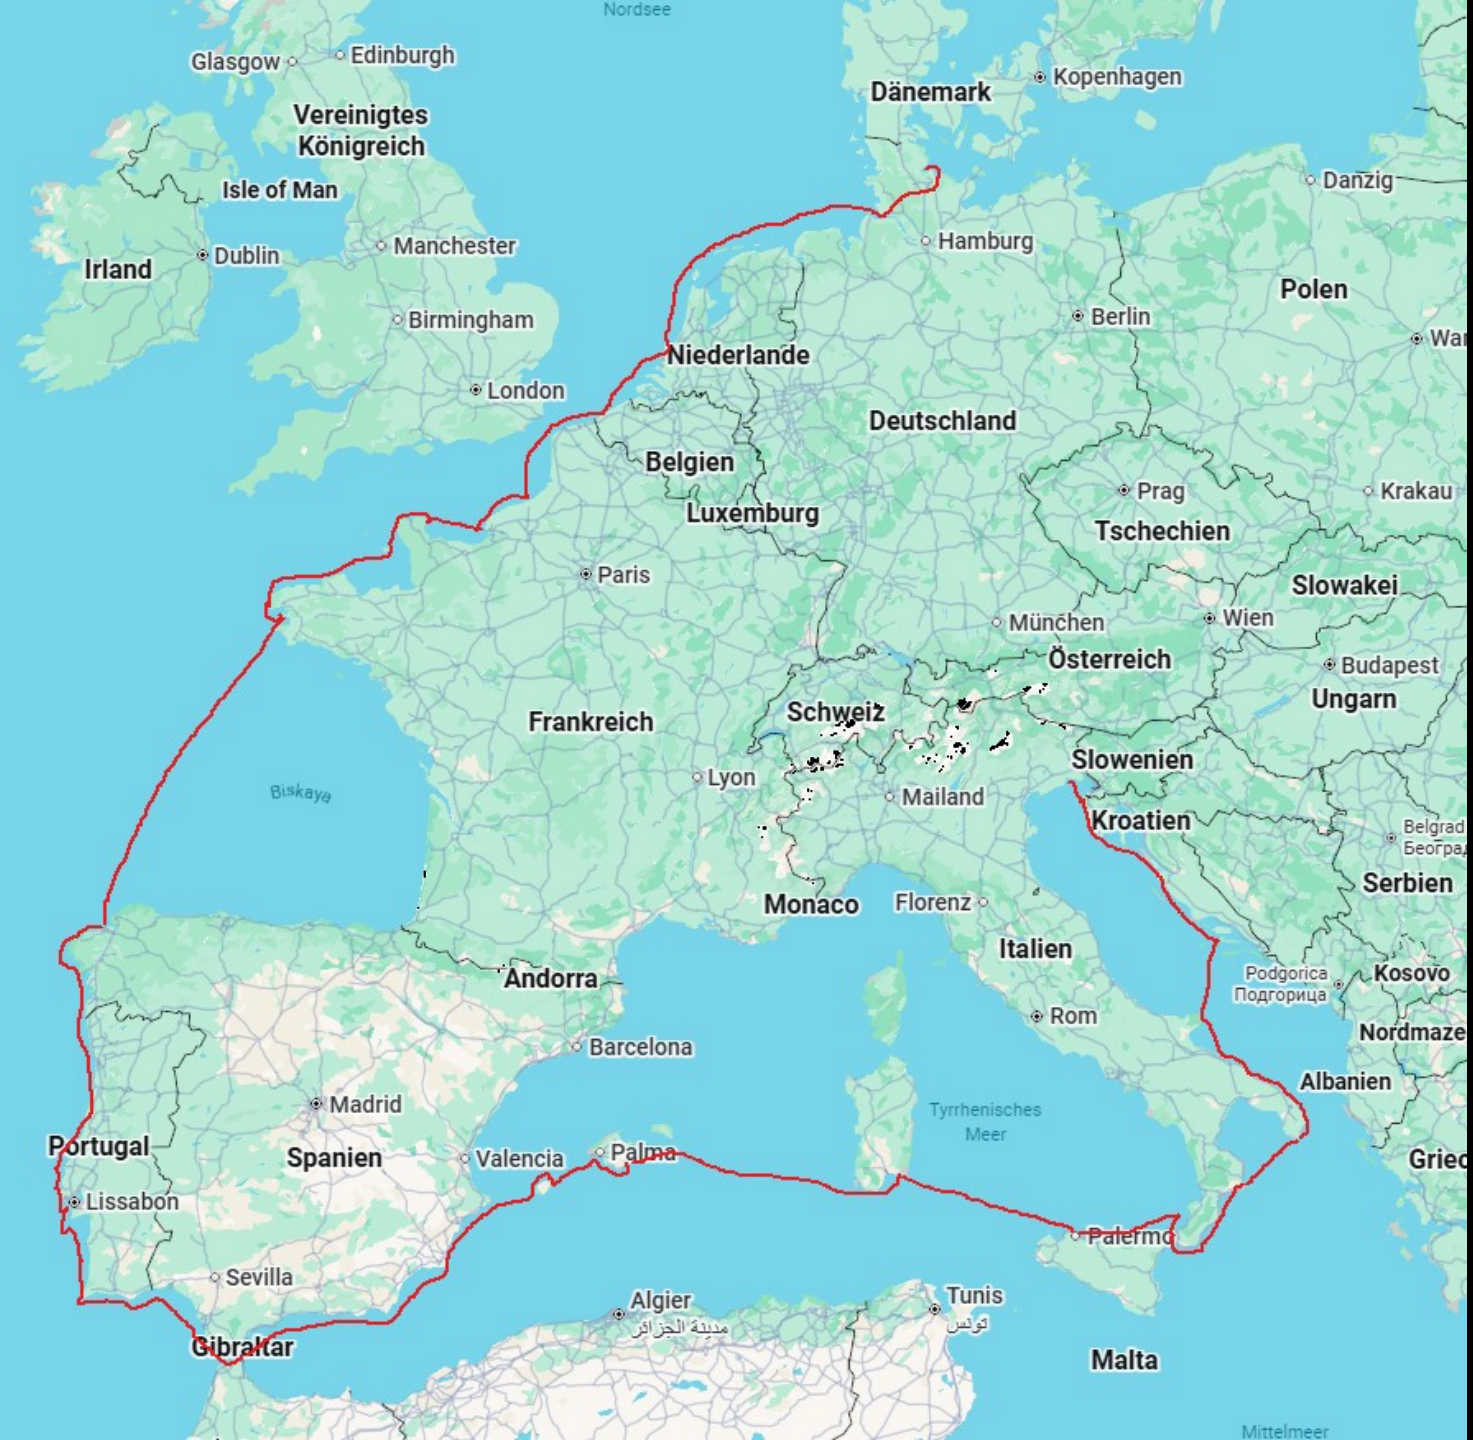 Nordsee
Glasgow
Edinburgh
Kopenhagen
Dänemark
Vereinigtes
Königreich
Isle of Man
Danzig
Dublin
Manchester
Hamburg
Irland
Polen
Birmingham
Berlin
War
Niederlande
London
Deutschland
Belgien
Prag
Krakau
Luxemburg
Tschechien
Paris
Slowakei
München
Wien
Österreich
Budapest
Ungarn
Schweiz
Frankreich
Slowenien
Lyon
Biskaya
Mailand
Kroatien
Belgrad
Београд
Serbien
Monaco
Florenz
Italien
Andorra
Podgorica
Подгорица
Kosovo
Rom
Nordmaze
Barcelona
Albanien
Madrid
Tyrrhenisches
Meer
Portugal
Spanien
Valencia
Palma
Griec
Lissabon
Palermo
Sevilla
Algier
مدينة الجزائر
Tunis
تونس
Gibraltar
Malta
Mittelmeer